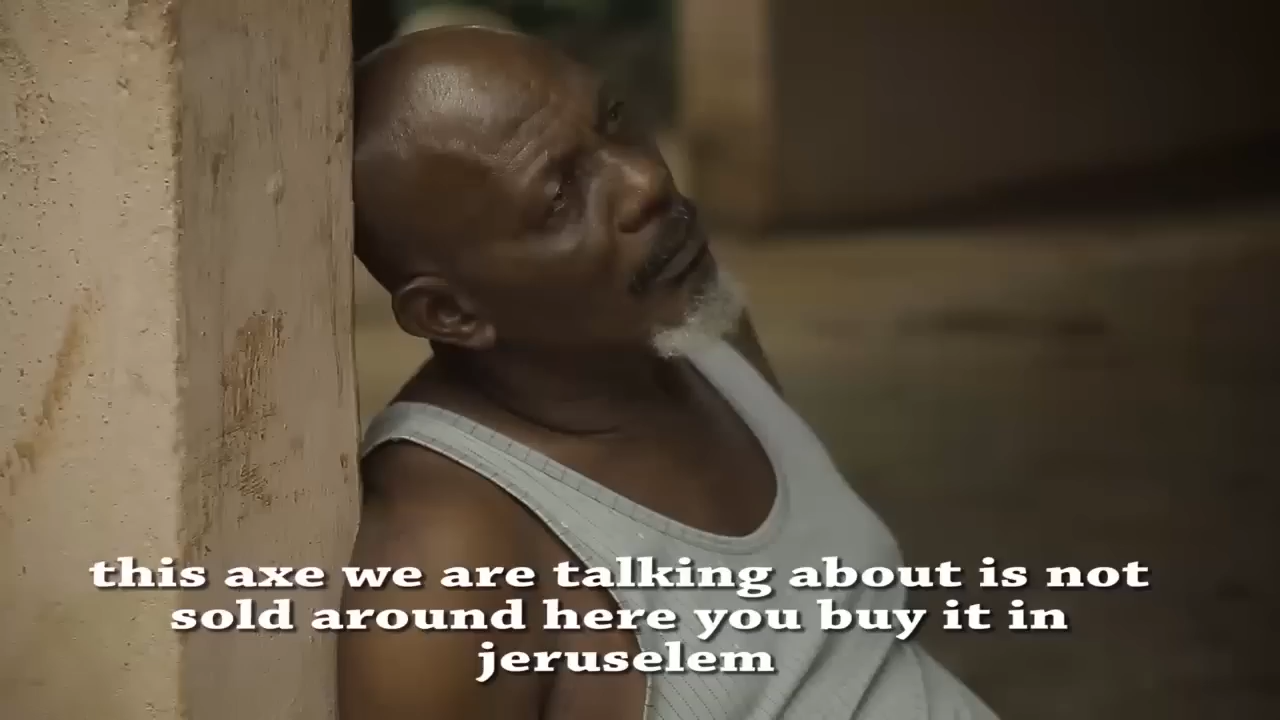 this axe we are talking about is not
sold around here you buy it in
jeruselem